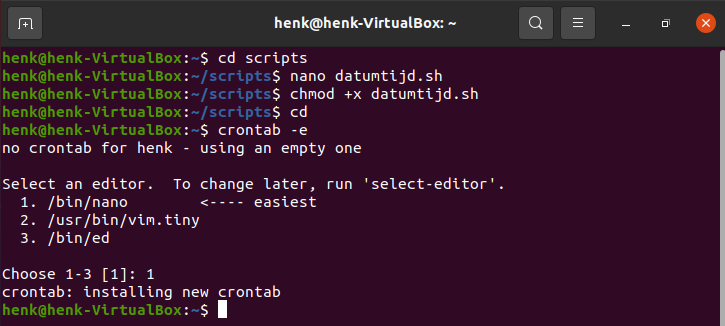 henk@henk-VirtualBox: ~
henk@henk-VirtualBox:~$ cd scripts
henk@henk-VirtualBox:~/scripts$ nano datumtijd.sh
henk@henk-VirtualBox:~/scripts$ chmod +x datumtijd.sh
henk@henk-VirtualBox:~/scripts$ cd
henk@henk-VirtualBox:~$ crontab -e
no crontab for henk - using an empty one
Select an editor.  To change later, run 'select-editor'.
  1. /bin/nano        <---- easiest
  2. /usr/bin/vim.tiny
  3. /bin/ed
Choose 1-3 [1]: 1
crontab: installing new crontab
henk@henk-VirtualBox:~$